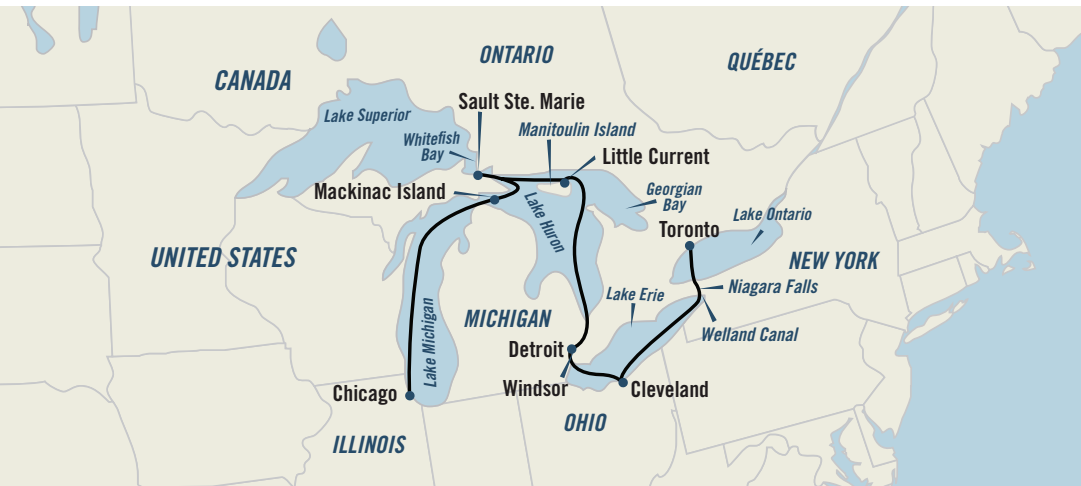 ONTARIO
QUÉBEC
CANADA
Sault Ste. Marie
Lake Superior
Manitoulin Island
Whitefish
Bay
Little Current
Mackinac Island
Georgian
Bay
Lake Huron
Lake Ontario
Toronto
UNITED STATES
NEW YORK
Niagara Falls
Lake Erie
Lake Michigan
MICHIGAN
Welland Canal
Detroit
Windsor
Cleveland
Chicago
OHIO
ILLINOIS